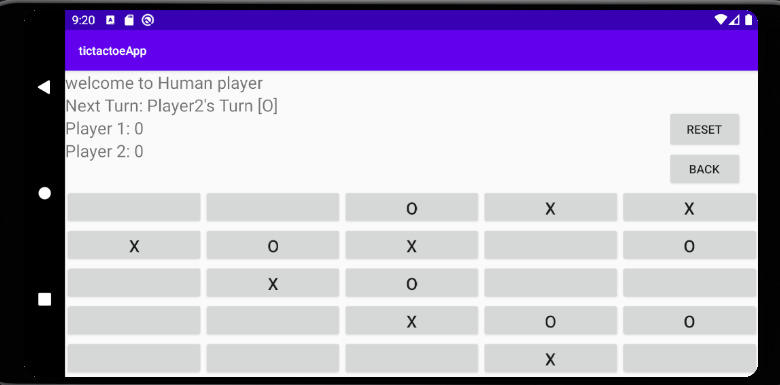 9:20
tictactoeApp
welcome to Human player
Next Turn: Player2's Turn [O]
Player 1: 0
Player 2: 0
RESET
BACK
O X X
X O X O
X O
X O O
X